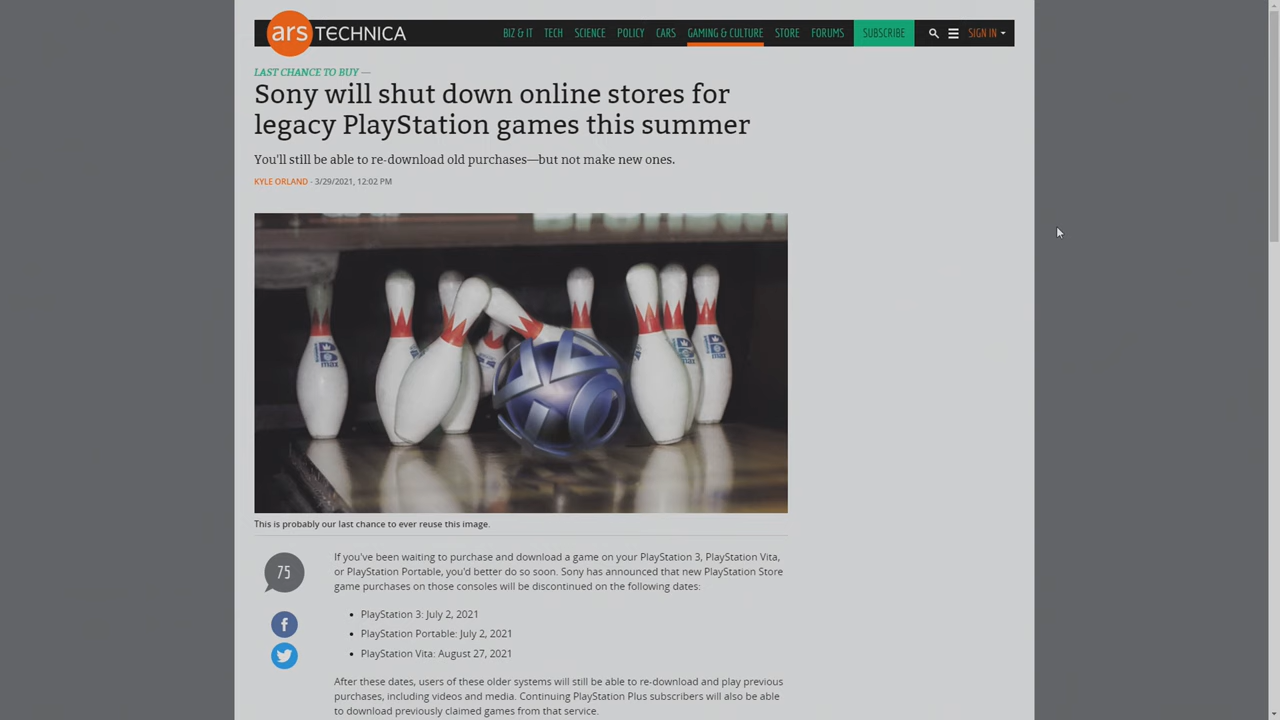 ars TECHNICA
BIZ & IT TECH SCIENCE POLICY CARS GAMING & CULTURE STORE FORUMS SUBSCRIBE SIGN IN
LAST CHANCE TO BUY —
Sony will shut down online stores for
legacy PlayStation games this summer
You'll still be able to re-download old purchases—but not make new ones.
KYLE ORLAND - 3/29/2021, 12:02 PM
This is probably our last chance to ever reuse this image.
75
If you've been waiting to purchase and download a game on your PlayStation 3, PlayStation Vita,
or PlayStation Portable, you'd better do so soon. Sony has announced that new PlayStation Store
game purchases on those consoles will be discontinued on the following dates:
• PlayStation 3: July 2, 2021
• PlayStation Portable: July 2, 2021
• PlayStation Vita: August 27, 2021
After these dates, users of these older systems will still be able to re-download and play previous
purchases, including videos and media. Continuing PlayStation Plus subscribers will also be able
to download previously claimed games from that service.